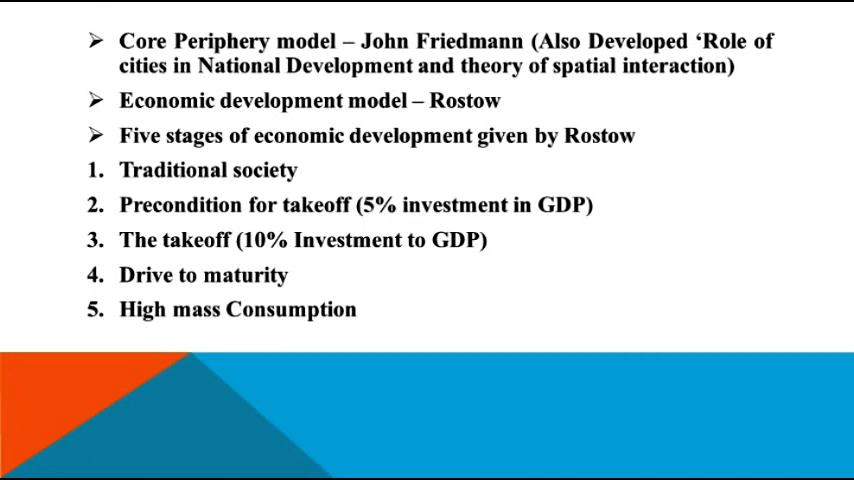 ➢ Core Periphery model – John Friedmann (Also Developed ‘Role of
cities in National Development and theory of spatial interaction)
➢ Economic development model – Rostow
➢ Five stages of economic development given by Rostow
1. Traditional society
2. Precondition for takeoff (5% investment in GDP)
3. The takeoff (10% Investment to GDP)
4. Drive to maturity
5. High mass Consumption